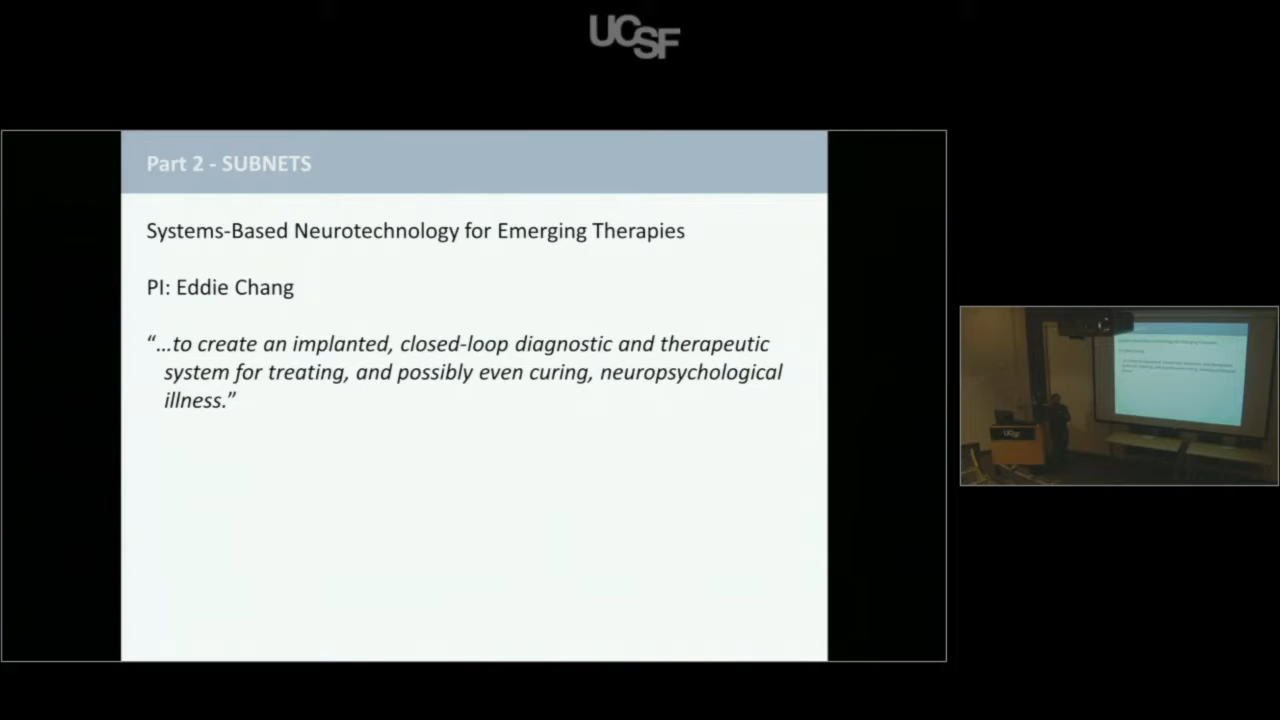 UCSF
Part 2 - SUBNETS
Systems-Based Neurotechnology for Emerging Therapies
PI: Eddie Chang
“…to create an implanted, closed-loop diagnostic and therapeutic
system for treating, and possibly even curing, neuropsychological
illness.”
UCSF